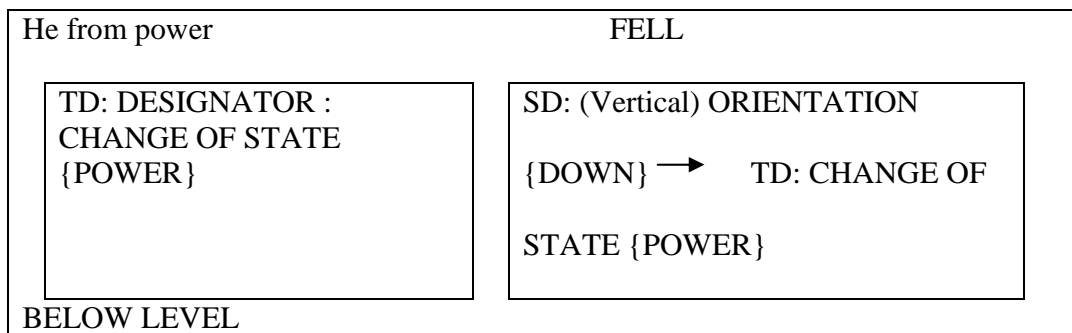 He from power FELL
TD: DESIGNATOR :
CHANGE OF STATE
{POWER}
SD: (Vertical) ORIENTATION
{DOWN} → TD: CHANGE OF
STATE {POWER}
BELOW LEVEL